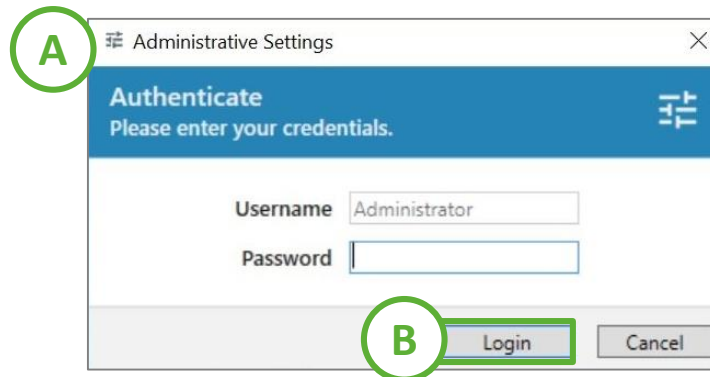 A
Administrative Settings
Authenticate
Please enter your credentials.
Username Administrator
Password
B
Login Cancel